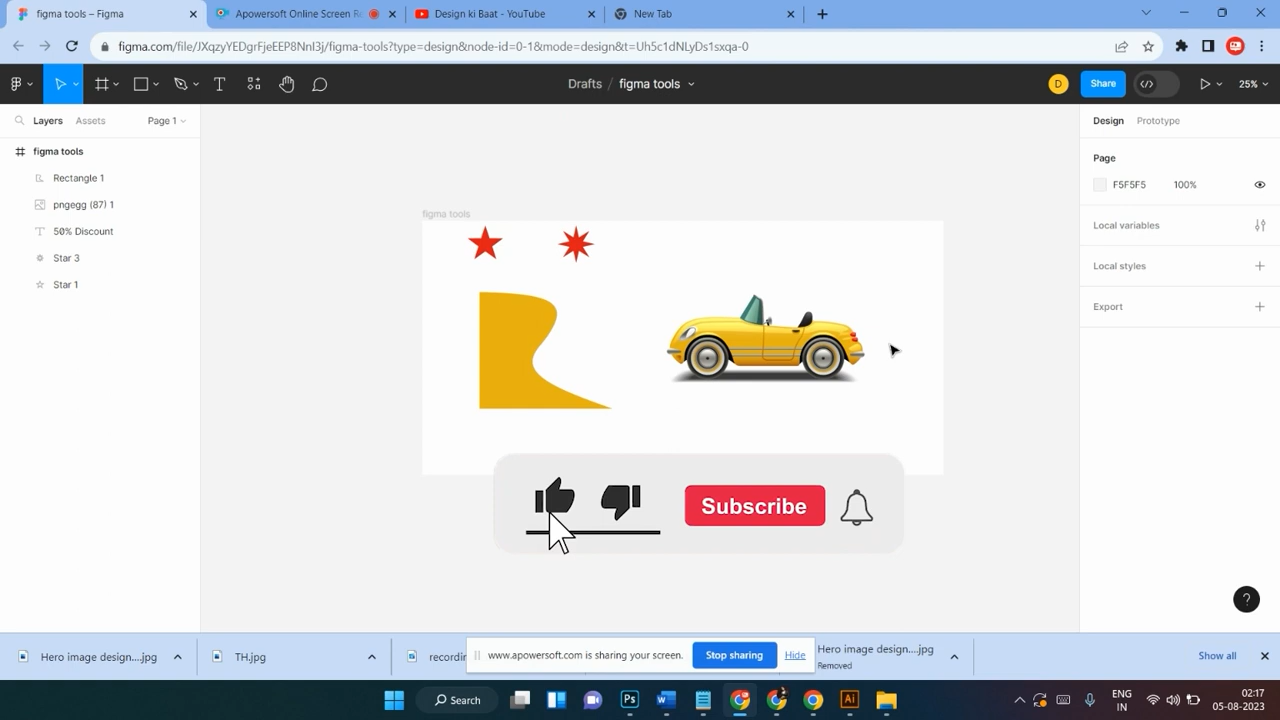 figma tools – Figma
Apowersoft Online Screen Re
Design ki Baat - YouTube
New Tab
figma.com/file/JXqzyYEDgrFjeEEP8NnI3j/figma-tools?type=design&node-id=0-1&mode=design&t=Uh5c1dNLyDs1sxqa-0
Drafts / figma tools
D
Share
25%
Layers
Assets
Page 1
Design
Prototype
figma tools
Rectangle 1
pngegg (87) 1
50% Discount
Star 3
Star 1
Page
F5F5F5
100%
Local variables
Local styles
Export
figma tools
Subscribe
?
Hero image design....jpg
TH.jpg
recordin
www.apowersoft.com is sharing your screen.
Stop sharing
Hide
Hero image design....jpg
Removed
Show all
Search
Ps
W
Ai
ENG
IN
02:17
05-08-2023